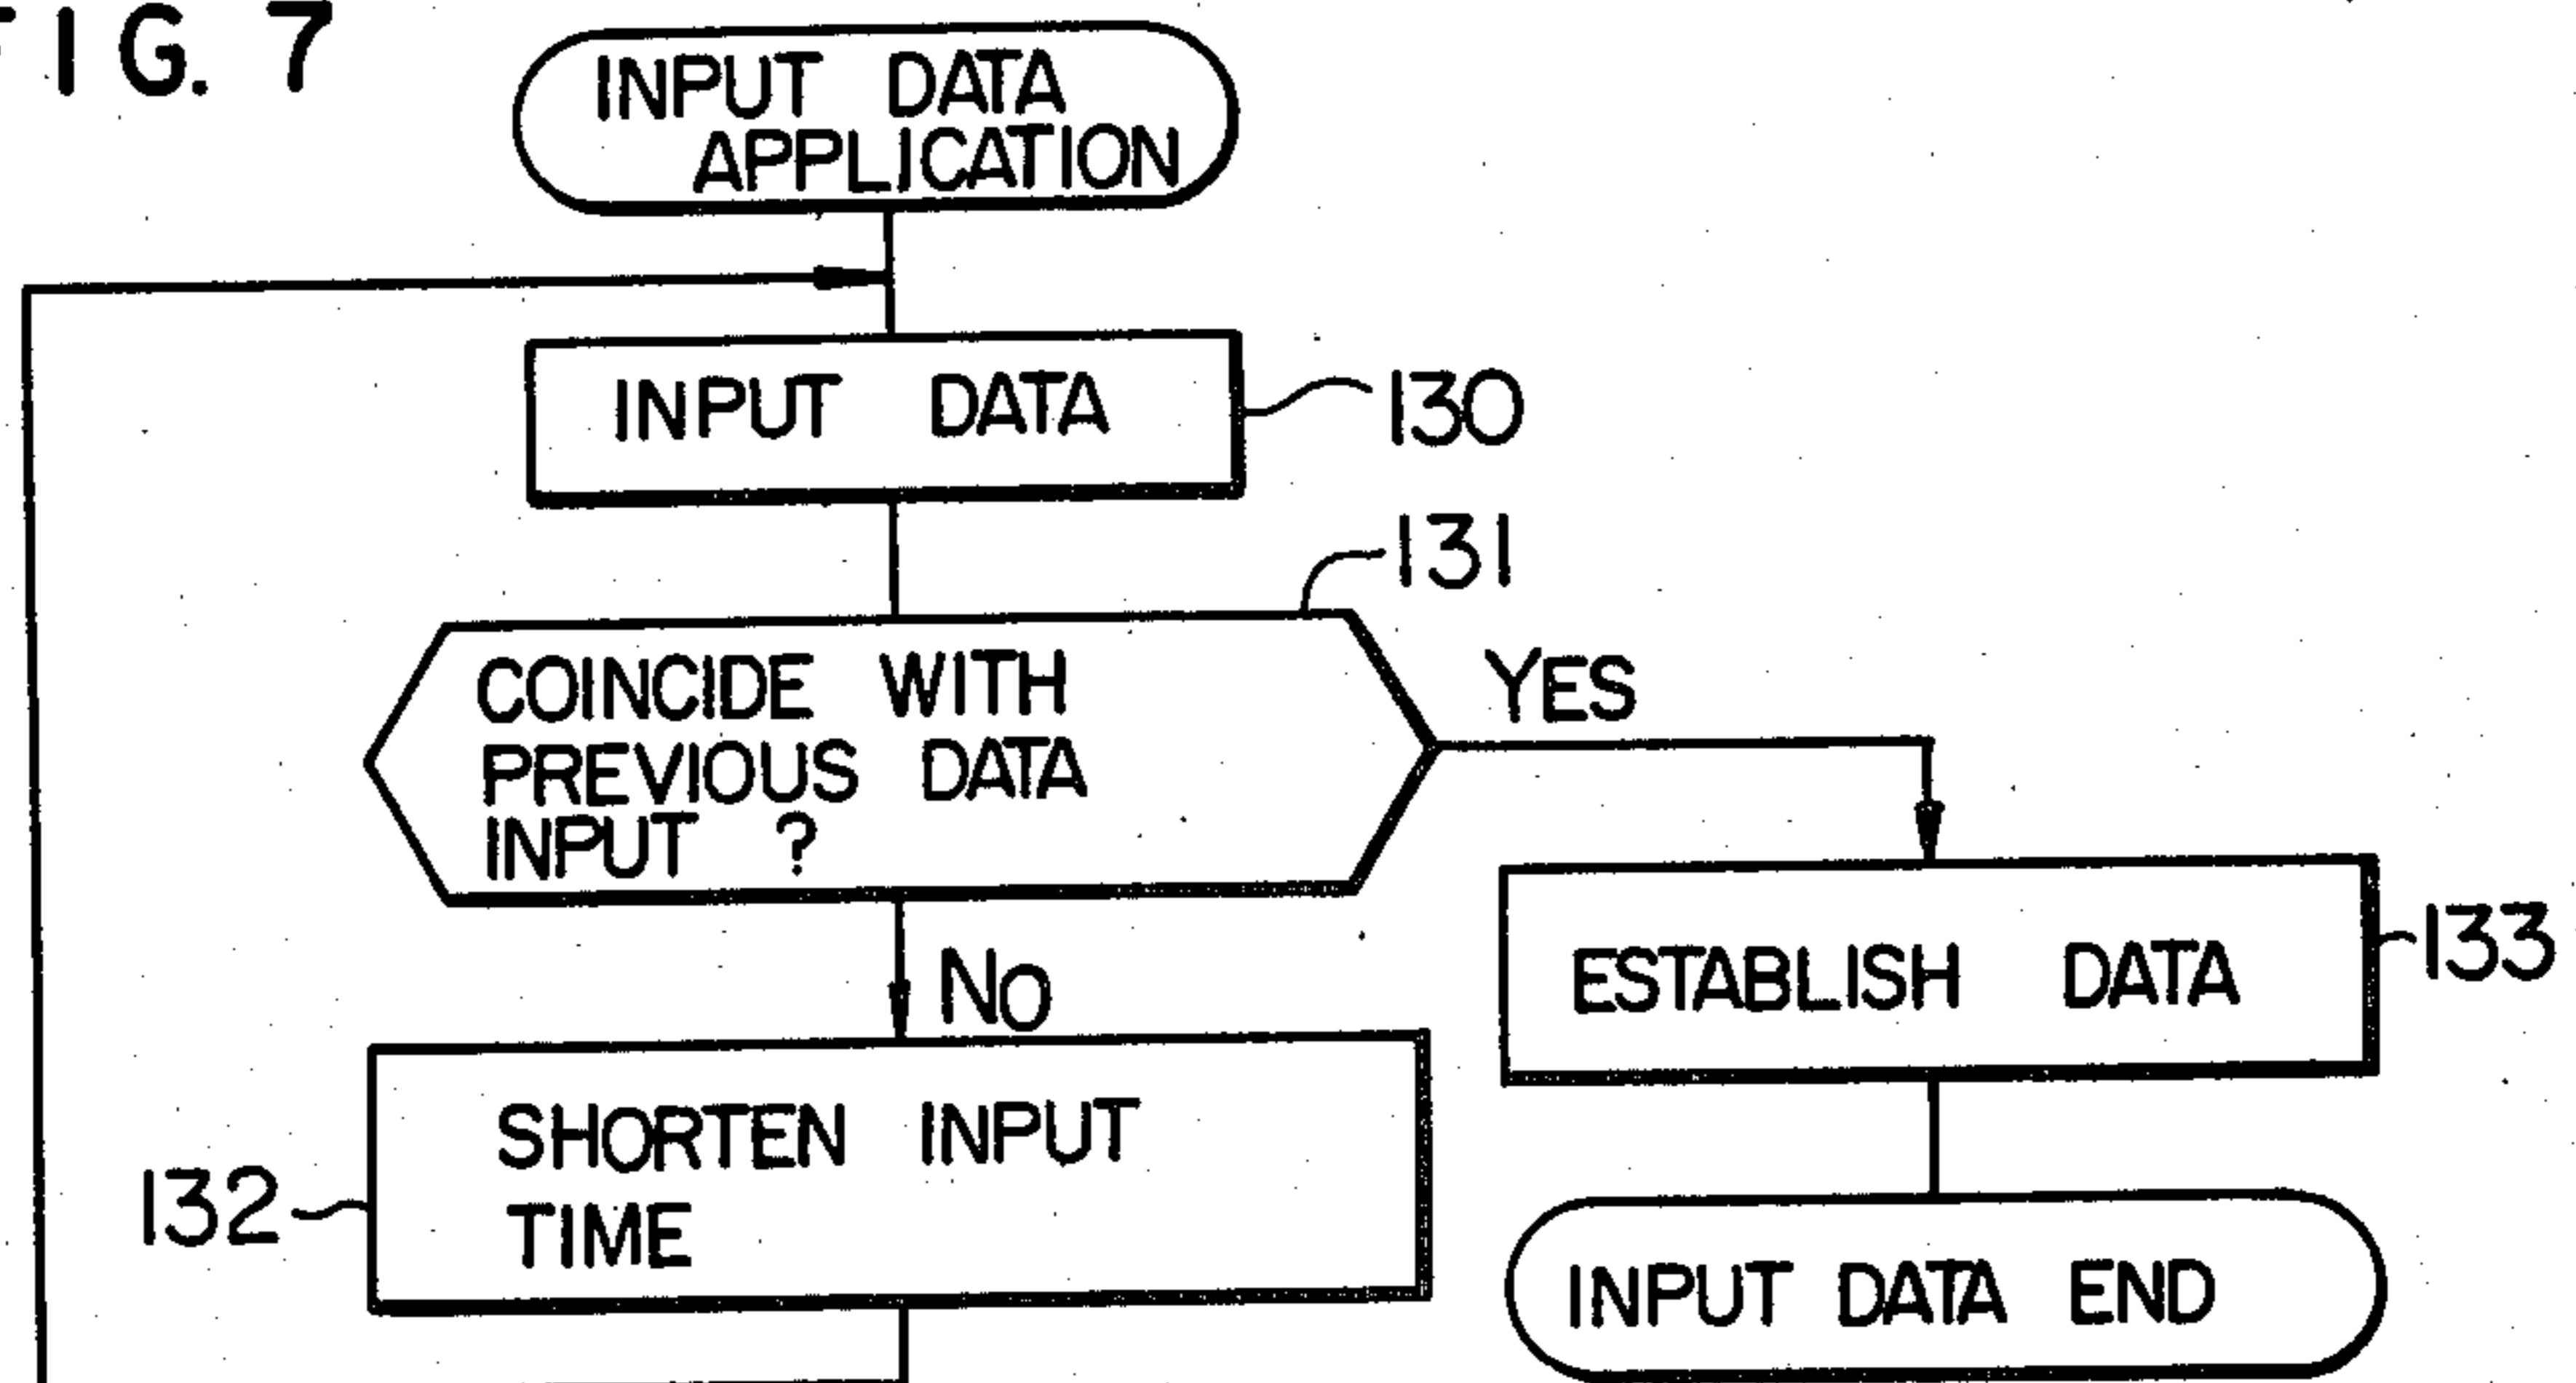 FIG. 7
INPUT DATA
APPLICATION
INPUT DATA
130
131
COINCIDE WITH
PREVIOUS DATA
INPUT ?
YES
NO
ESTABLISH DATA
133
SHORTEN INPUT
TIME
132
INPUT DATA END